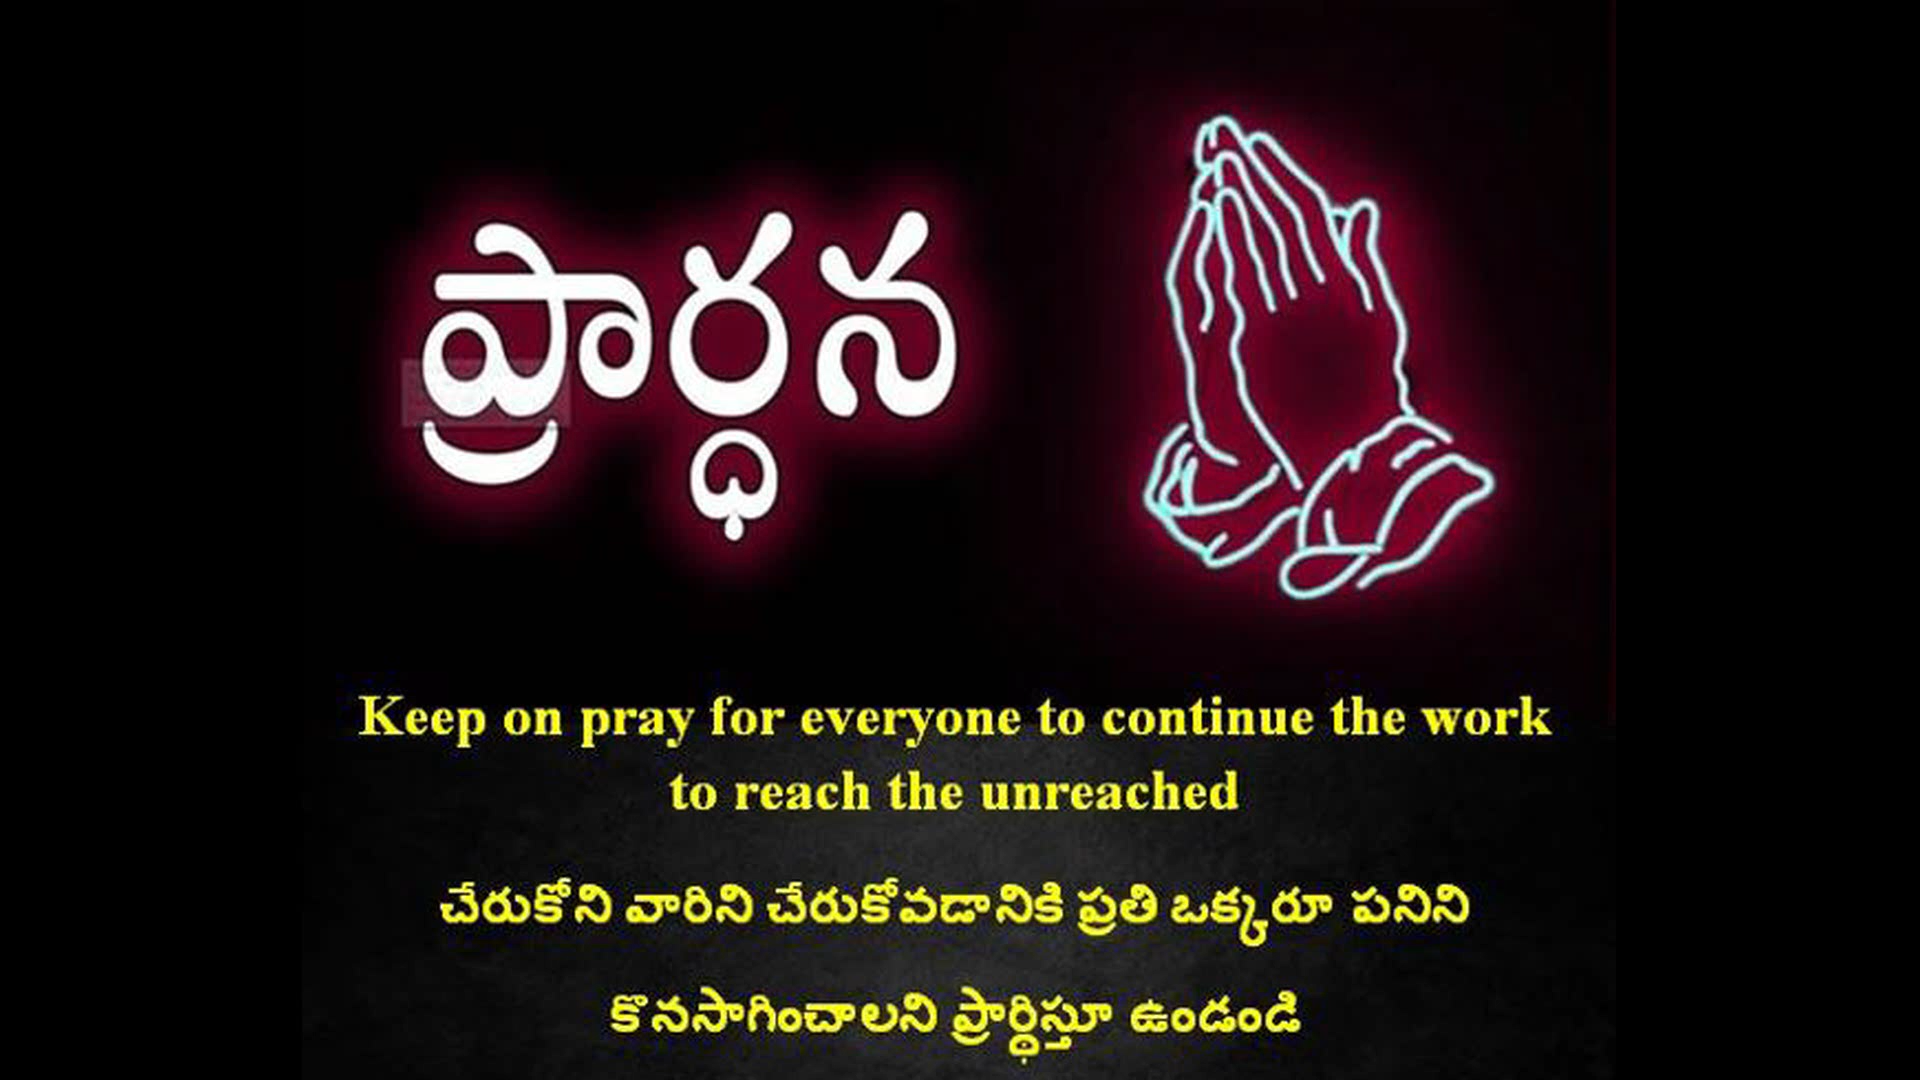 ప్రార్ధన
Keep on pray for everyone to continue the work
to reach the unreached
చేరుకోని వారిని చేరుకోవడానికి ప్రతి ఒక్కరూ పనిని
కొనసాగించాలని ప్రార్థిస్తూ ఉండండి